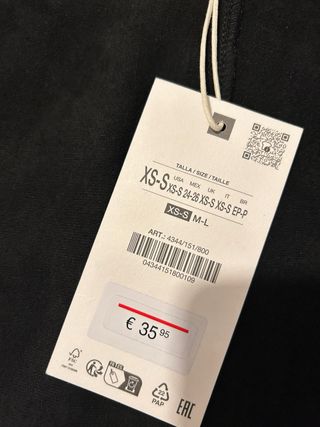 TALLA / SIZE / TAILLE
XS-S USA XS-S MEX 24-26 UK XS-S IT XS-S BR EP-P
XS-S M-L
ART.: 4344/151/800
04344151800109
€ 35 95
FSC
22
PAP
EAC